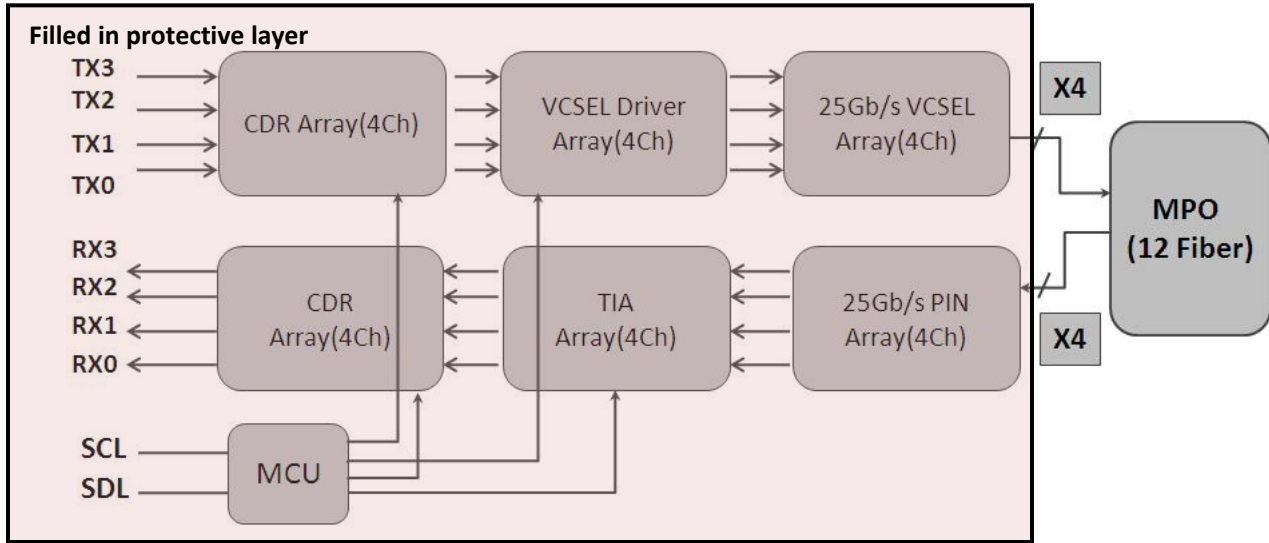 Filled in protective layer
TX3
TX2
TX1
TX0
CDR Array(4Ch)
VCSEL Driver
Array(4Ch)
25Gb/s VCSEL
Array(4Ch)
X4
MPO
(12 Fiber)
RX3
RX2
RX1
RX0
CDR
Array(4Ch)
TIA
Array(4Ch)
25Gb/s PIN
Array(4Ch)
X4
SCL
SDL
MCU